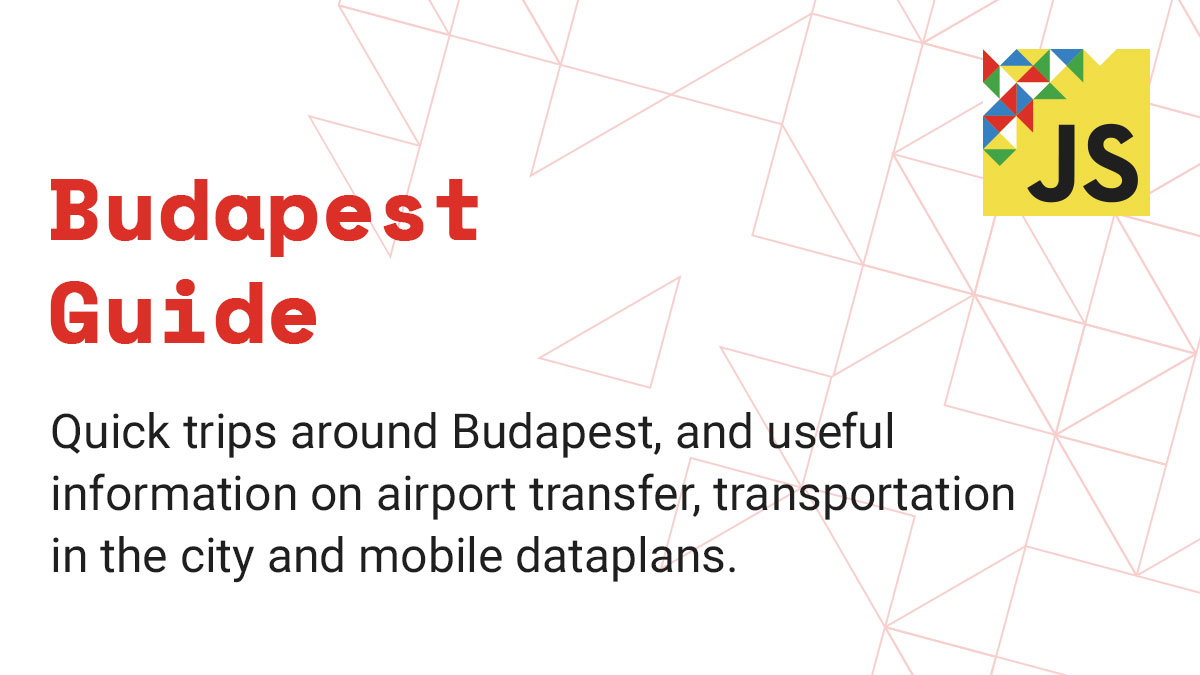 JS
Budapest
Guide
Quick trips around Budapest, and useful
information on airport transfer, transportation
in the city and mobile dataplans.